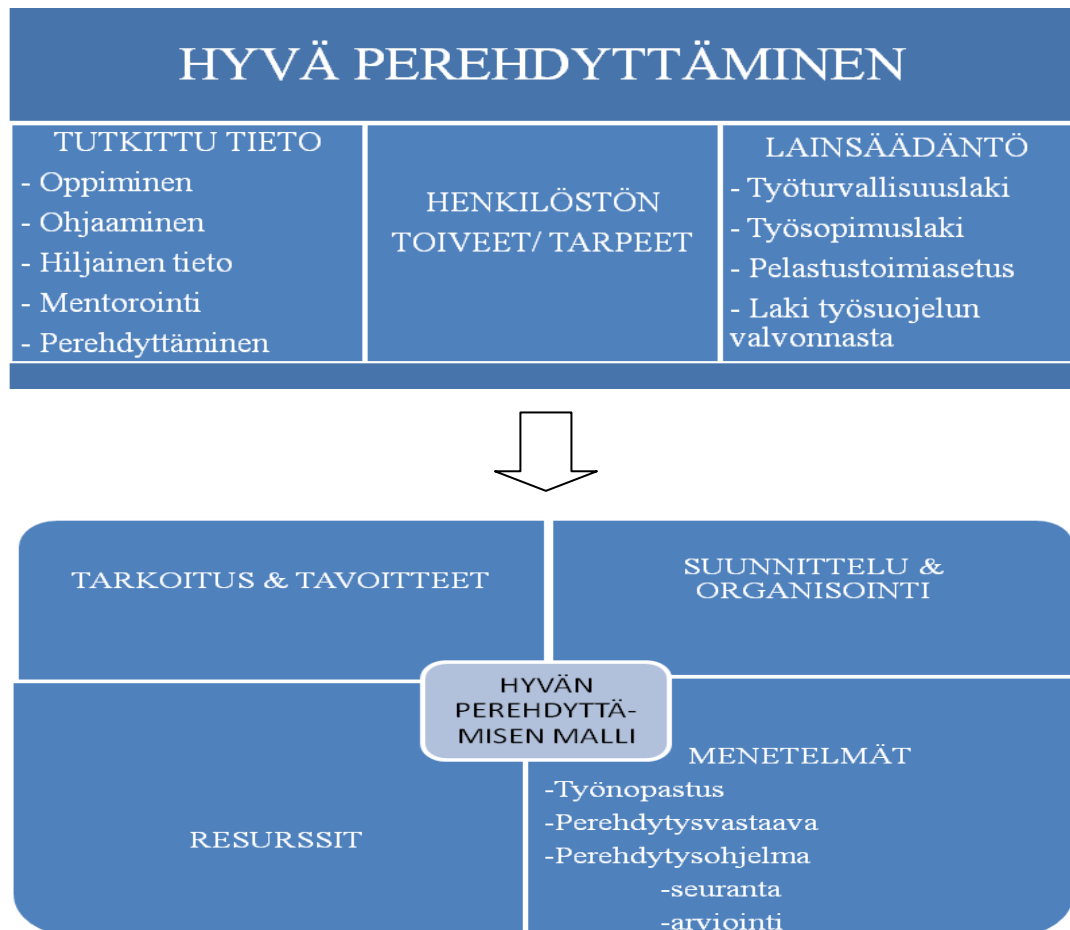 HYVÄ PEREHDYTTÄMINEN
TUTKITTU TIETO
- Oppiminen
- Ohjaaminen
- Hiljainen tieto
- Mentorointi
- Perehdyttäminen
HENKILÖSTÖN
TOIVEET/ TARPEET
LAINSÄÄDÄNTÖ
- Työturvallisuuslaki
- Työsopimuslaki
- Pelastustoimiasetus
- Laki työsuojelun
valvonnasta
TARKOITUS & TAVOITTEET
SUUNNITTELU &
ORGANISOINTI
HYVÄN
PEREHDYTTÄ-
MISEN MALLI
RESURSSIT
MENETELMÄT
-Työnopastus
-Perehdytysvastaava
-Perehdytysohjelma
-seuranta
-arviointi